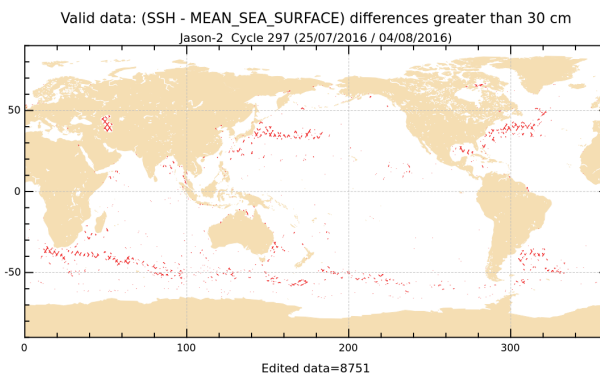 Valid data: (SSH - MEAN_SEA_SURFACE) differences greater than 30 cm
Jason-2  Cycle 297 (25/07/2016 / 04/08/2016)
50
0
-50
0 100 200 300
Edited data=8751